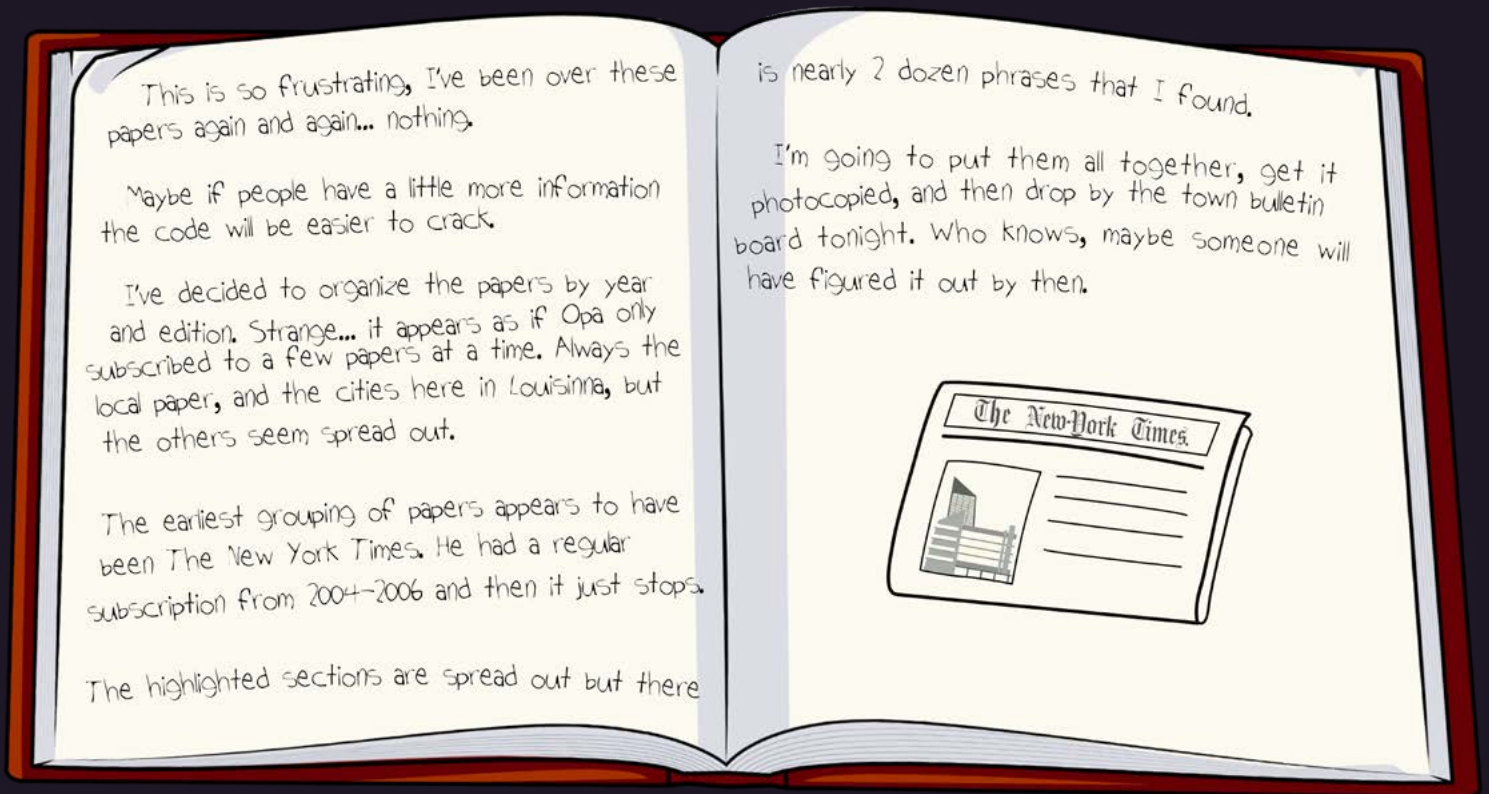 This is so frustrating, I've been over these
papers again and again... nothing.
Maybe if people have a little more information
the code will be easier to crack.
I've decided to organize the papers by year
and edition. Strange... it appears as if Opa only
subscribed to a few papers at a time. Always the
local paper, and the cities here in Louisinna, but
the others seem spread out.
The earliest grouping of papers appears to have
been The New York Times. He had a regular
subscription from 2004-2006 and then it just stops.
The highlighted sections are spread out but there
is nearly 2 dozen phrases that I found.
I'm going to put them all together, get it
photocopied, and then drop by the town bulletin
board tonight. Who knows, maybe someone will
have figured it out by then.
The New-York Times.